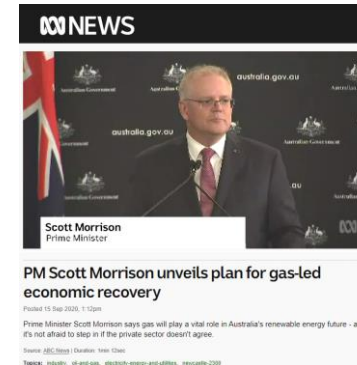 NEWS
australia.gov.au
Australian Government
australia.gov.au
Australian Government
.au
Scott Morrison
Prime Minister
PM Scott Morrison unveils plan for gas-led
economic recovery
Posted 15 Sep 2020, 1:12pm
Prime Minister Scott Morrison says gas will play a vital role in Australia's renewable energy future - a
it's not afraid to step in if the private sector doesn't agree.
Source: ABC News | Duration: 1min 12sec
Topics: industry, oil-and-gas, electricity-energy-and-utilities, newcastle-2300